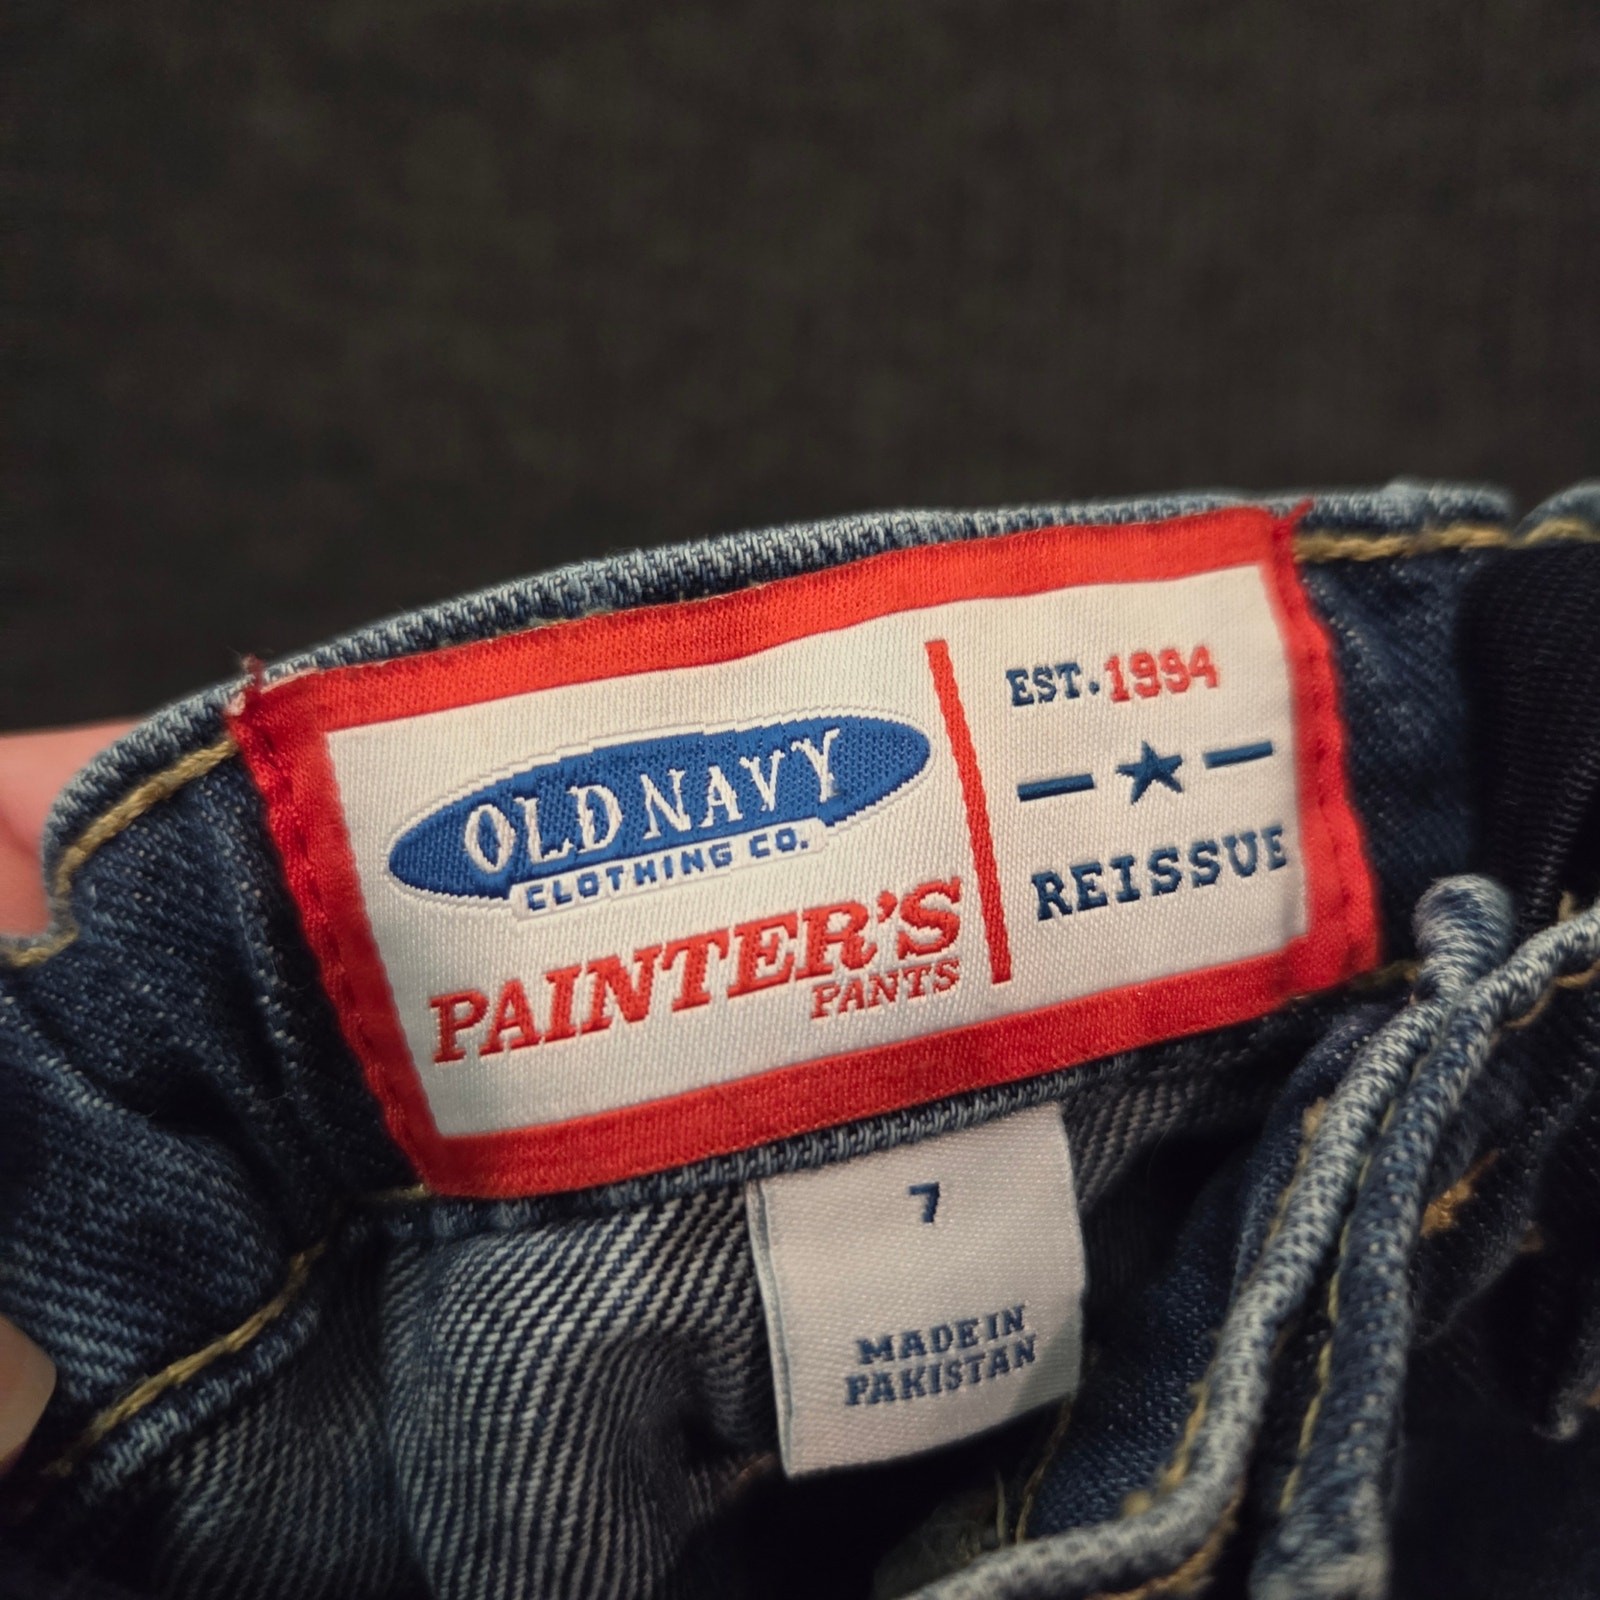 OLD NAVY
CLOTHING CO.
PAINTER'S
PANTS
EST. 1994
REISSUE
7
MADE IN
PAKISTAN